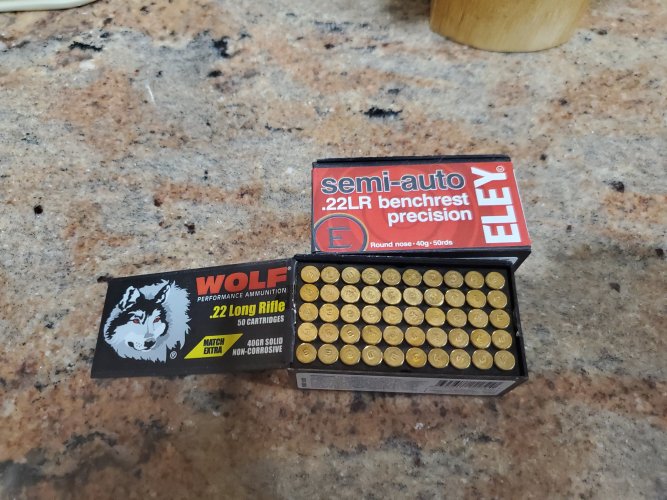 semi-auto
.22LR benchrest
precision
ELEY®
E
Round nose • 40g • 50rds
WOLF
PERFORMANCE AMMUNITION
.22 Long Rifle
50 CARTRIDGES
MATCH
EXTRA
40GR SOLID
NON-CORROSIVE
®